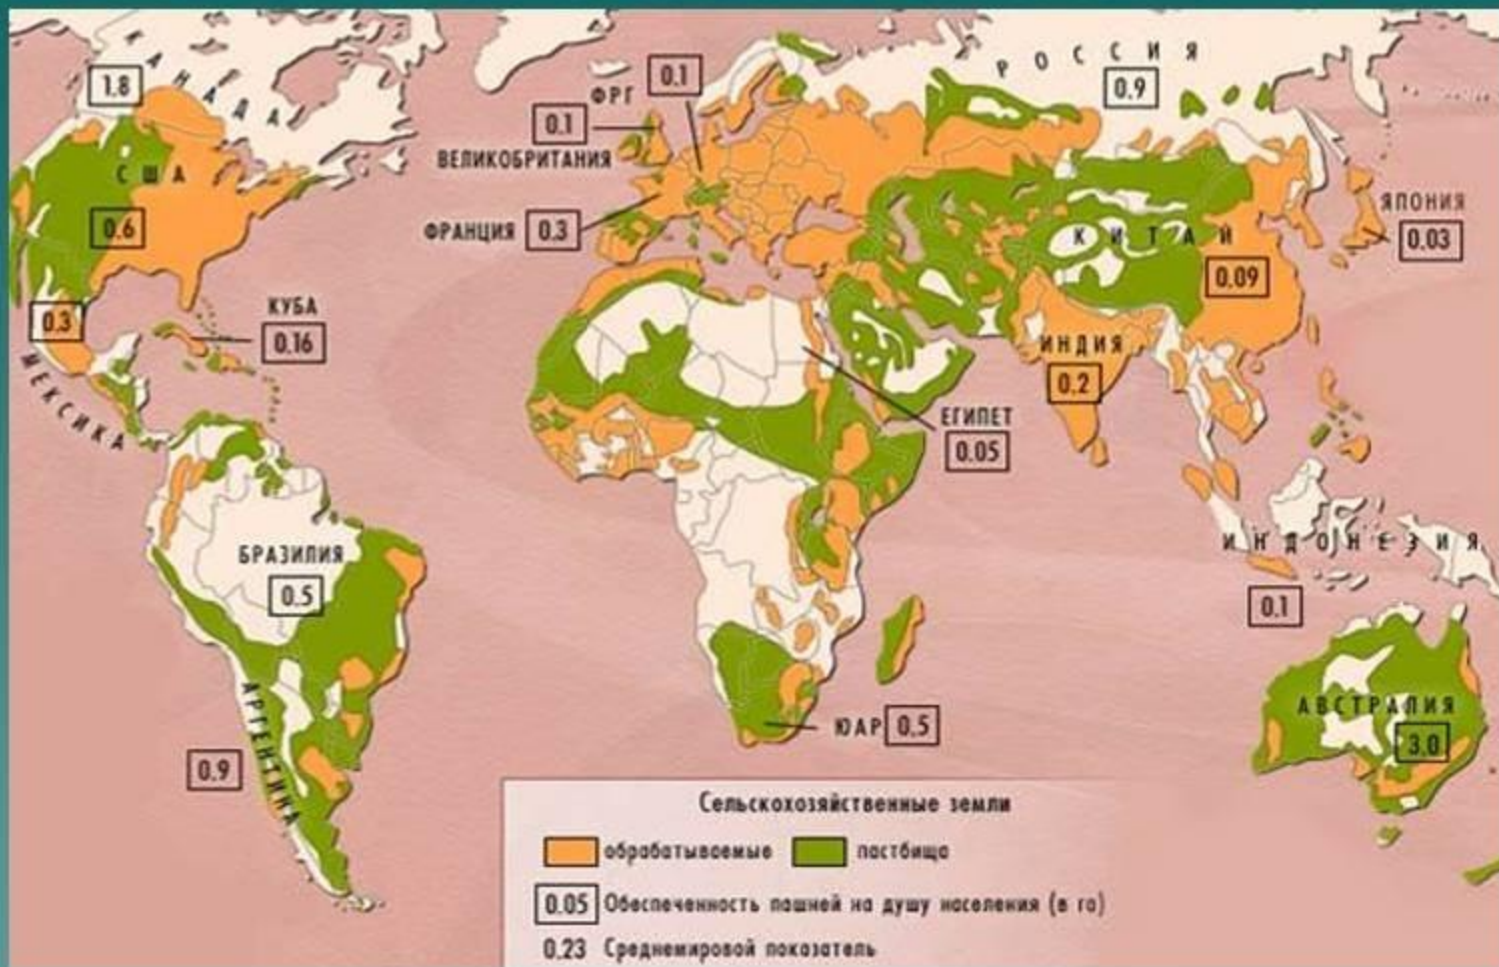 КАНАДА
1.8
США
0.6
0.3
МЕКСИКА
КУБА
0.16
БРАЗИЛИЯ
0.5
АРГЕНТИНА
0.9
ФРГ
0.1
0.1
ВЕЛИКОБРИТАНИЯ
ФРАНЦИЯ
0.3
РОССИЯ
0.9
ЯПОНИЯ
0.03
КИТАЙ
0.09
ИНДИЯ
0.2
ЕГИПЕТ
0.05
ИНДОНЕЗИЯ
0.1
ЮАР 0.5
АВСТРАЛИЯ
3.0
Сельскохозяйственные земли
обрабатываемые пастбища
0.05 Обеспеченность пашней на душу населения (в га)
0.23 Среднемировой показатель